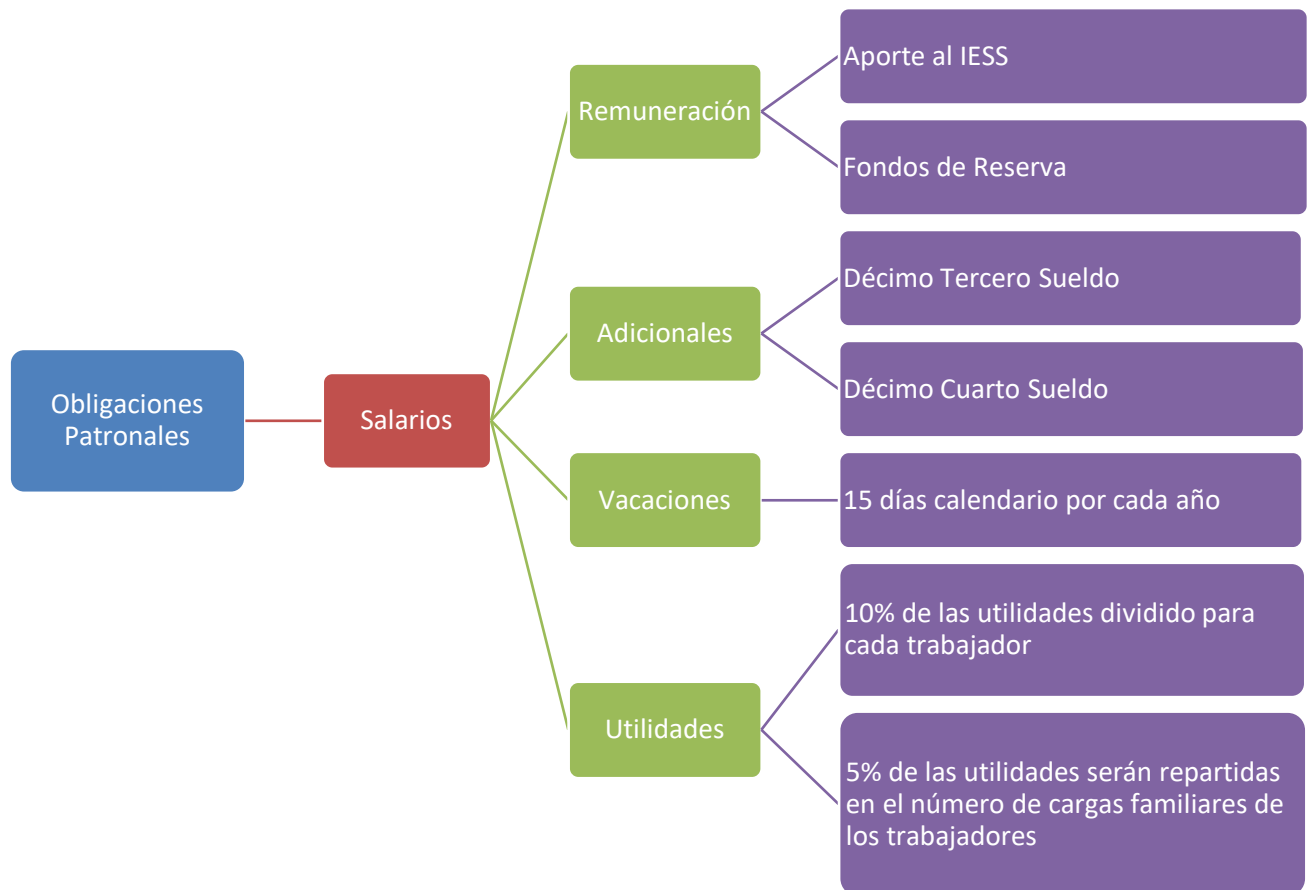 Obligaciones
Patronales
Salarios
Remuneración
Aporte al IESS
Fondos de Reserva
Adicionales
Décimo Tercero Sueldo
Décimo Cuarto Sueldo
Vacaciones
15 días calendario por cada año
Utilidades
10% de las utilidades dividido para
cada trabajador
5% de las utilidades serán repartidas
en el número de cargas familiares de
los trabajadores